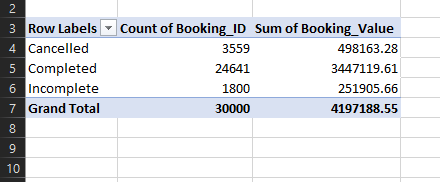 2
3 Row Labels Count of Booking_ID Sum of Booking_Value
4 Cancelled 3559 498163.28
5 Completed 24641 3447119.61
6 Incomplete 1800 251905.66
7 Grand Total 30000 4197188.55
8
9
10